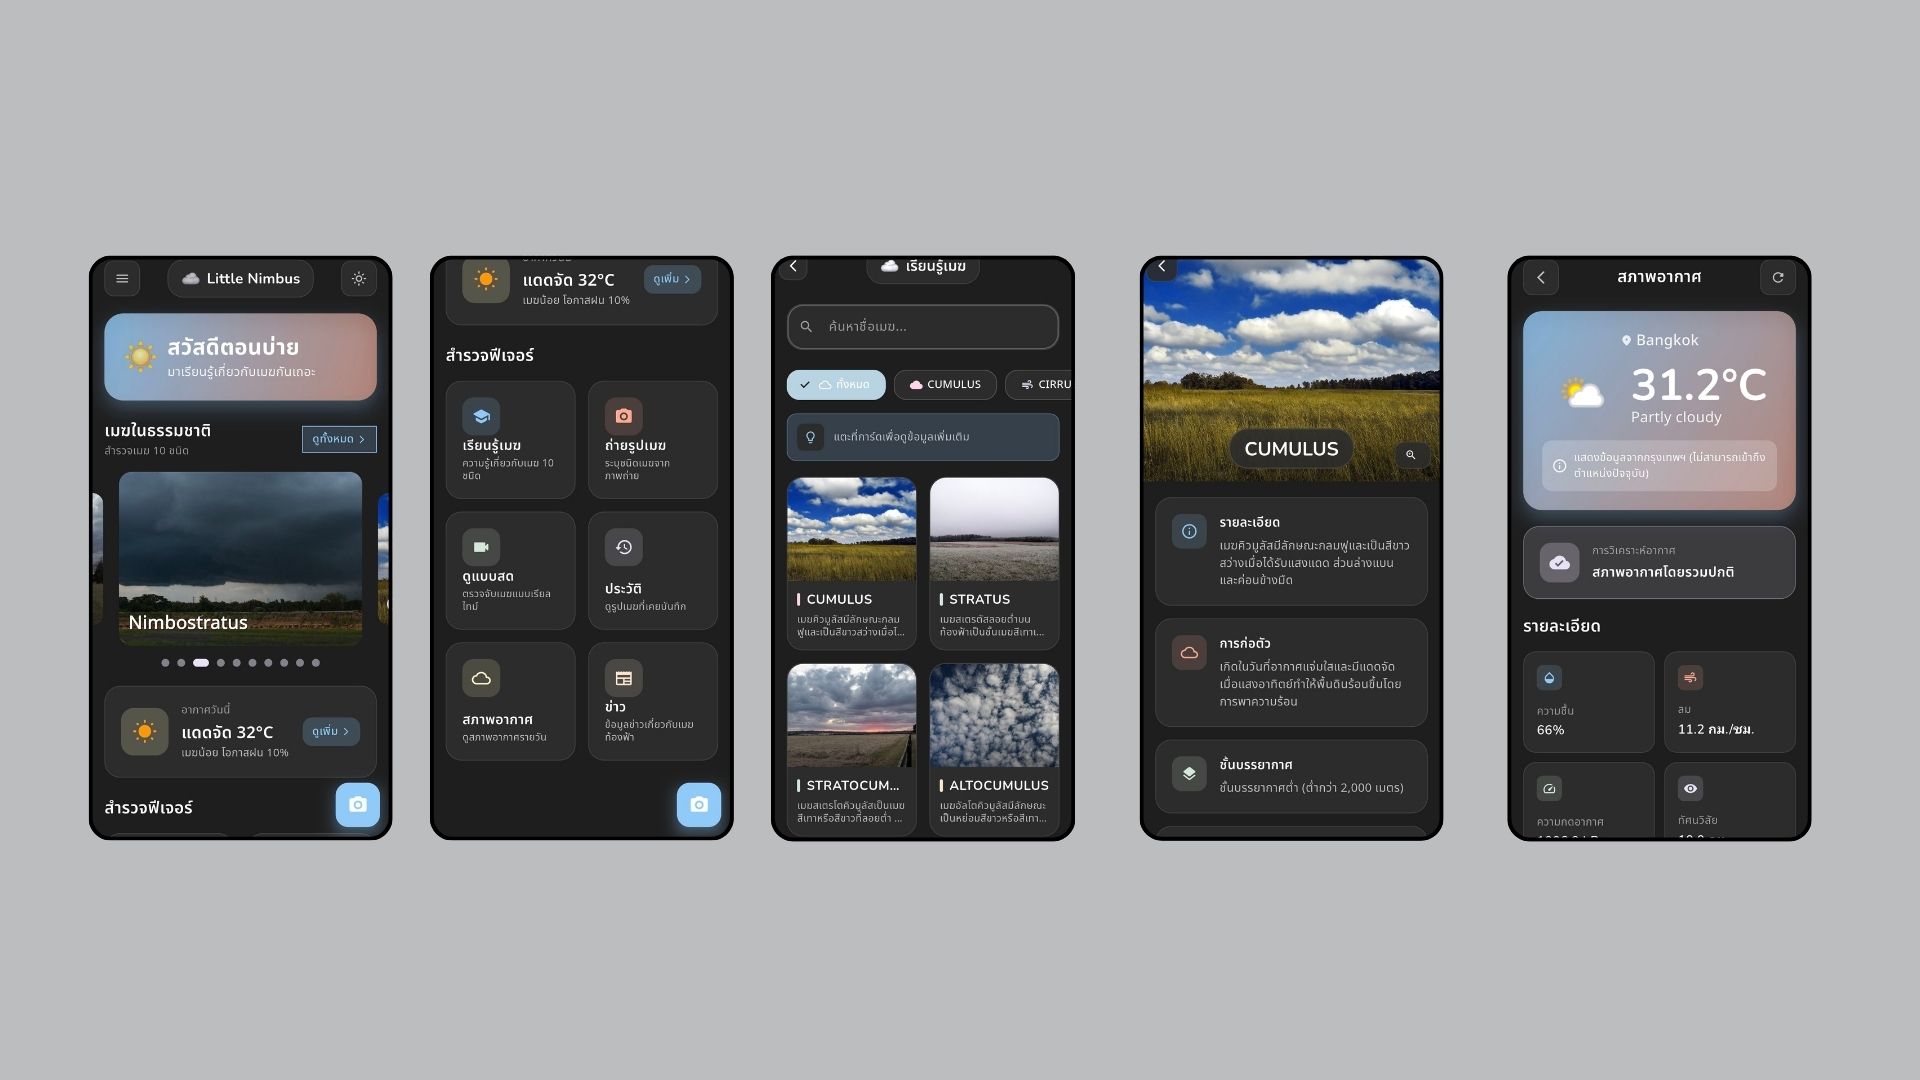 Little Nimbus
สวัสดีตอนบ่าย
มาเรียนรู้เกี่ยวกับเมฆกันเถอะ
เมฆในธรรมชาติ
ดูทั้งหมด
สำรวจเมฆ 10 ชนิด
Nimbostratus
อากาศวันนี้
แดดจัด 32°C
ดูเพิ่ม
เมฆน้อย โอกาสฝน 10%
สำรวจฟีเจอร์
แดดจัด 32°C
ดูเพิ่ม
เมฆน้อย โอกาสฝน 10%
สำรวจฟีเจอร์
เรียนรู้เมฆ
ความรู้เกี่ยวกับเมฆ 10
ชนิด
ถ่ายรูปเมฆ
ระบุชนิดเมฆจาก
ภาพถ่าย
ดูแบบสด
ตรวจจับเมฆแบบเรียล
ไทม์
ประวัติ
ดูรูปเมฆที่เคยบันทึก
สภาพอากาศ
ดูสภาพอากาศรายวัน
ข่าว
ข้อมูลข่าวเกี่ยวกับเมฆ
ท้องฟ้า
เรียนรู้เมฆ
ค้นหาชื่อเมฆ...
ทั้งหมด
CUMULUS
CIRRU
แตะที่การ์ดเพื่อดูข้อมูลเพิ่มเติม
CUMULUS
เมฆคิวมูลัสมีลักษณะกลม
ฟูและเป็นสีขาวสว่างเมื่อไ...
STRATUS
เมฆสเตรตัสลอยต่ำบน
ท้องฟ้าเป็นชั้นเมฆสีเทาเ...
STRATOCUM...
เมฆสเตรโตคิวมูลัสเป็นเมฆ
สีเทาหรือสีขาวที่ลอยต่ำ ...
ALTOCUMULUS
เมฆอัลโตคิวมูลัสมีลักษณะ
เป็นหย่อมสีขาวหรือสีเทา...
CUMULUS
รายละเอียด
เมฆคิวมูลัสมีลักษณะกลมฟูและเป็นสีขาว
สว่างเมื่อได้รับแสงแดด ส่วนล่างแบน
และค่อนข้างมืด
การก่อตัว
เกิดในวันที่อากาศแจ่มใสและมีแดดจัด
เมื่อแสงอาทิตย์ทำให้พื้นดินร้อนขึ้นโดย
การพาความร้อน
ชั้นบรรยากาศ
ชั้นบรรยากาศต่ำ (ต่ำกว่า 2,000 เมตร)
สภาพอากาศ
Bangkok
31.2°C
Partly cloudy
แสดงข้อมูลจากกรุงเทพฯ (ไม่สามารถเข้าถึง
ตำแหน่งปัจจุบัน)
การวิเคราะห์อากาศ
สภาพอากาศโดยรวมปกติ
รายละเอียด
ความชื้น
66%
ลม
11.2 กม./ชม.
ความกดอากาศ
ทัศนวิสัย